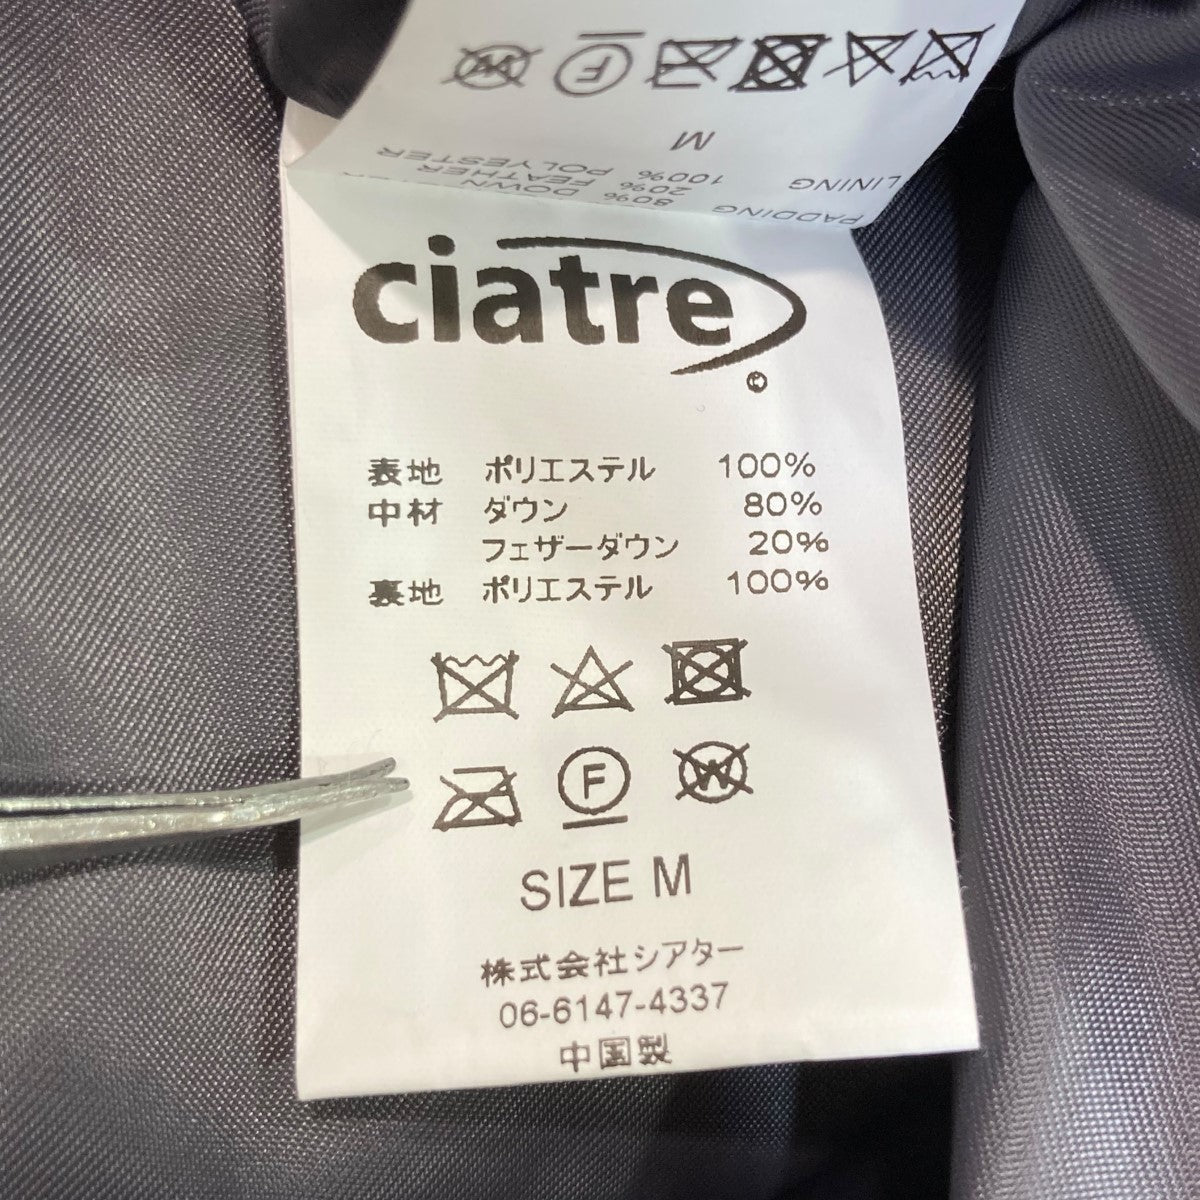 M
LINING 100% POLYESTER
20% FEATHER
PADDING 80% DOWN
ciatre
©
表地 ポリエステル 100%
中材 ダウン 80%
フェザーダウン 20%
裏地 ポリエステル 100%
F W
SIZE M
株式会社シアター
06-6147-4337
中国製